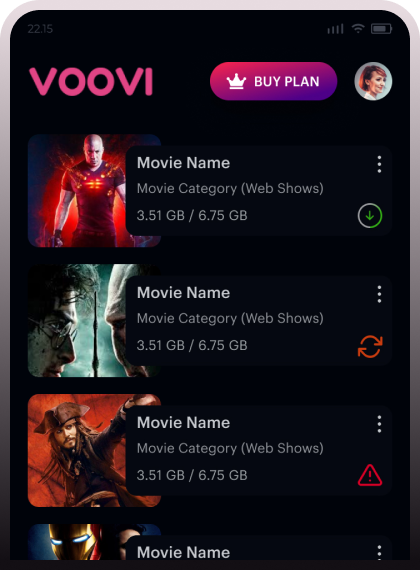 22.15
VOOVI
BUY PLAN
Movie Name
Movie Category (Web Shows)
3.51 GB / 6.75 GB
Movie Name
Movie Category (Web Shows)
3.51 GB / 6.75 GB
Movie Name
Movie Category (Web Shows)
3.51 GB / 6.75 GB
Movie Name